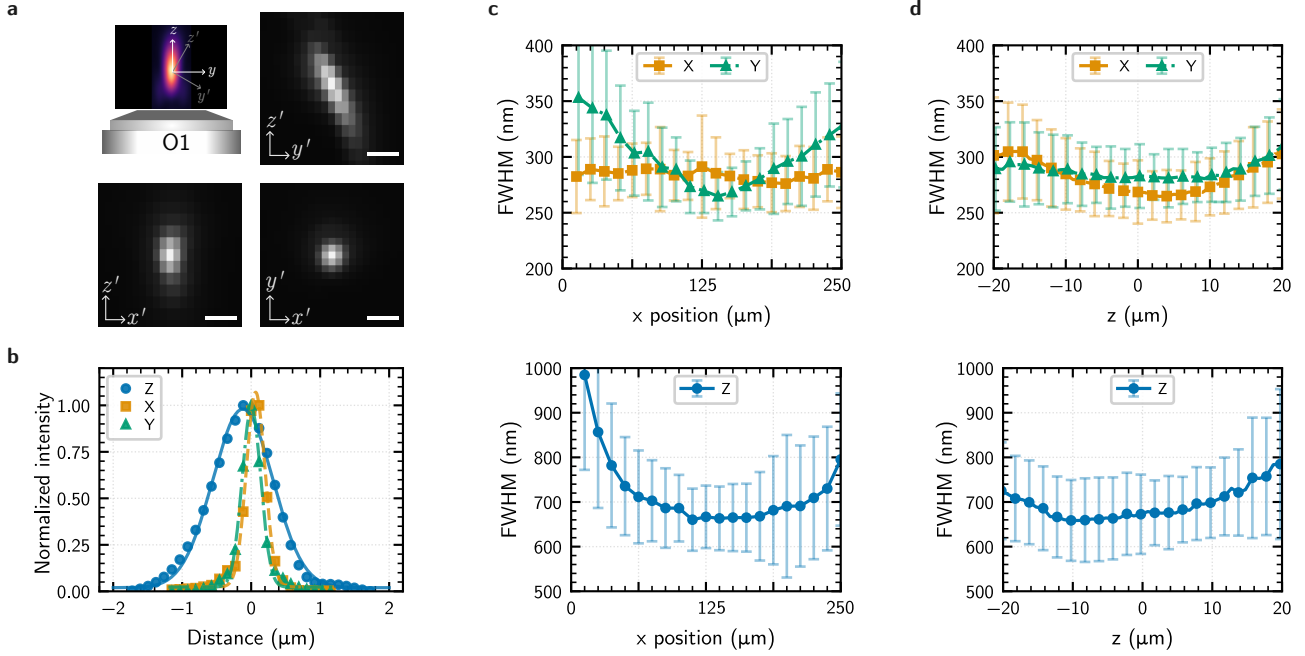 a
z
z′
y
y′
O1
z′
y′
z′
x′
y′
x′
b
Normalized intensity
1.00
0.75
0.50
0.25
0.00
Z
X
Y
−2
−1
0
1
2
Distance (μm)
c
FWHM (nm)
400
350
300
250
200
X
Y
0
125
250
x position (μm)
FWHM (nm)
1000
900
800
700
600
500
Z
0
125
250
x position (μm)
d
FWHM (nm)
400
350
300
250
200
X
Y
−20
−10
0
10
20
z (μm)
FWHM (nm)
1000
900
800
700
600
500
Z
−20
−10
0
10
20
z (μm)